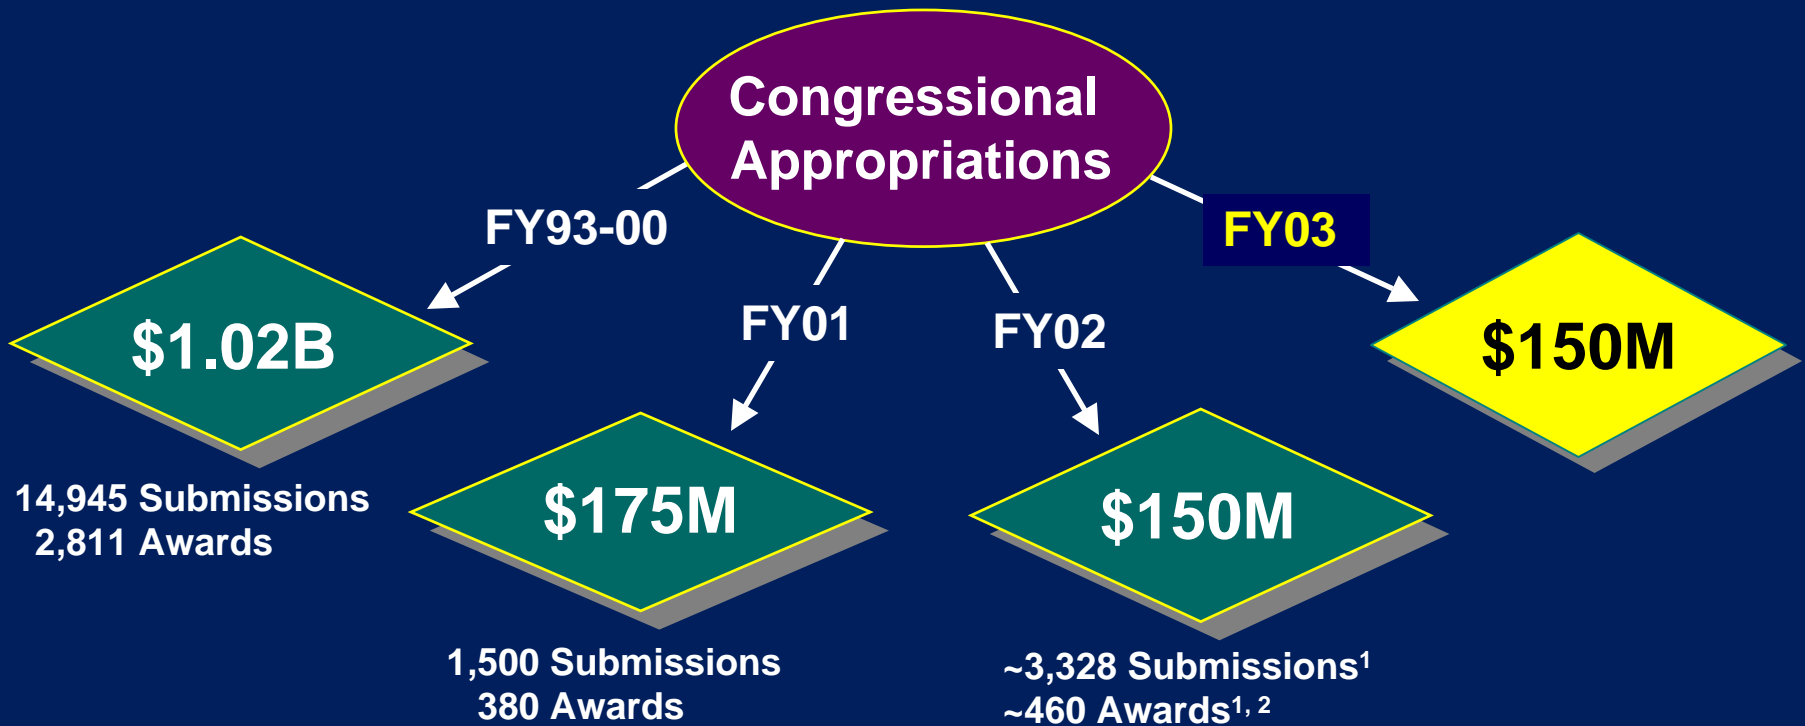 Congressional
Appropriations
FY93-00
FY01
FY02
FY03
$1.02B
14,945 Submissions
2,811 Awards
$175M
1,500 Submissions
380 Awards
$150M
~3,328 Submissions¹
~460 Awards¹, ²
$150M